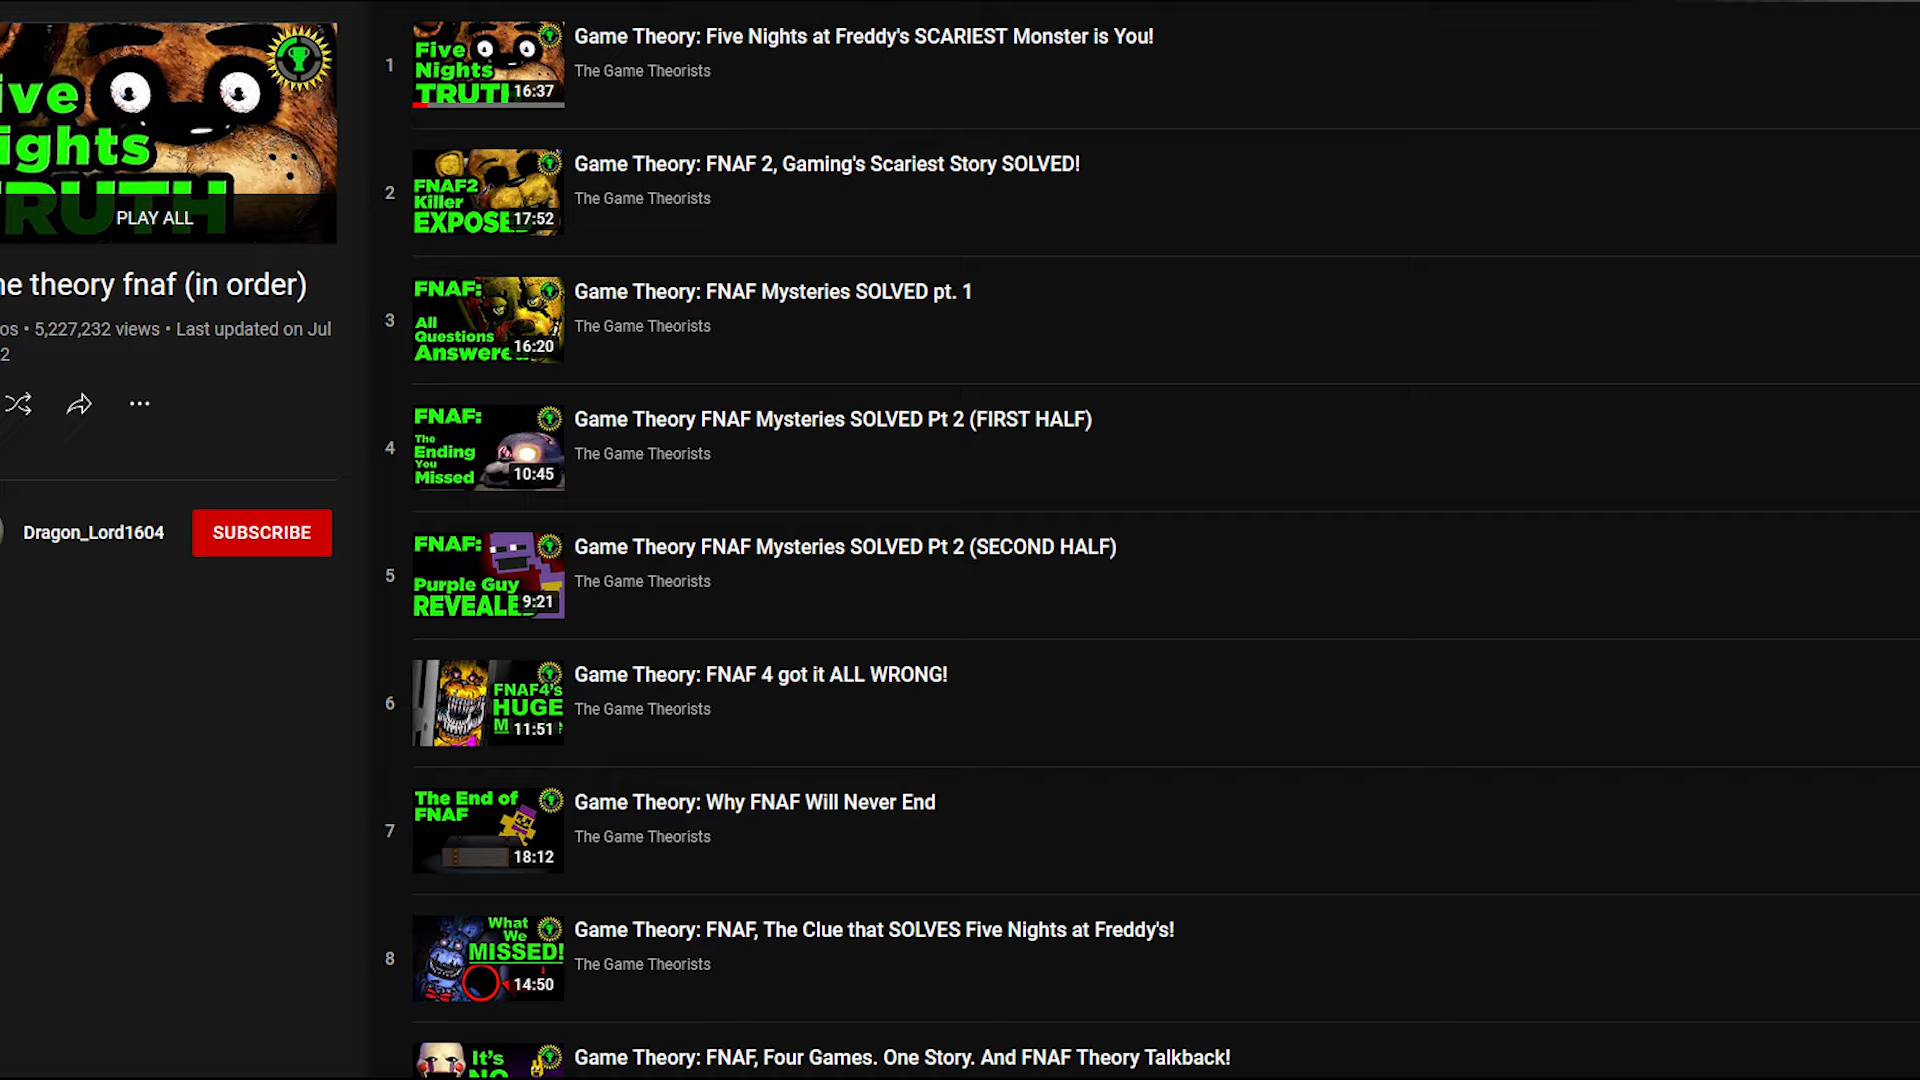 ive
ights
RUTH
PLAY ALL
ne theory fnaf (in order)
os • 5,227,232 views • Last updated on Jul
2
Dragon_Lord1604
SUBSCRIBE
1
Five
Nights
TRUTH
16:37
Game Theory: Five Nights at Freddy's SCARIEST Monster is You!
The Game Theorists
2
FNAF2
Killer
EXPOSE
17:52
Game Theory: FNAF 2, Gaming's Scariest Story SOLVED!
The Game Theorists
3
FNAF:
All
Questions
Answere
16:20
Game Theory: FNAF Mysteries SOLVED pt. 1
The Game Theorists
4
FNAF:
The
Ending
You
Missed
10:45
Game Theory FNAF Mysteries SOLVED Pt 2 (FIRST HALF)
The Game Theorists
5
FNAF:
Purple Guy
REVEALE
9:21
Game Theory FNAF Mysteries SOLVED Pt 2 (SECOND HALF)
The Game Theorists
6
FNAF4's
HUGE
M
11:51
Game Theory: FNAF 4 got it ALL WRONG!
The Game Theorists
7
The End of
FNAF
18:12
Game Theory: Why FNAF Will Never End
The Game Theorists
8
What
We
MISSED!
14:50
Game Theory: FNAF, The Clue that SOLVES Five Nights at Freddy's!
The Game Theorists
It's
NO
Game Theory: FNAF, Four Games. One Story. And FNAF Theory Talkback!